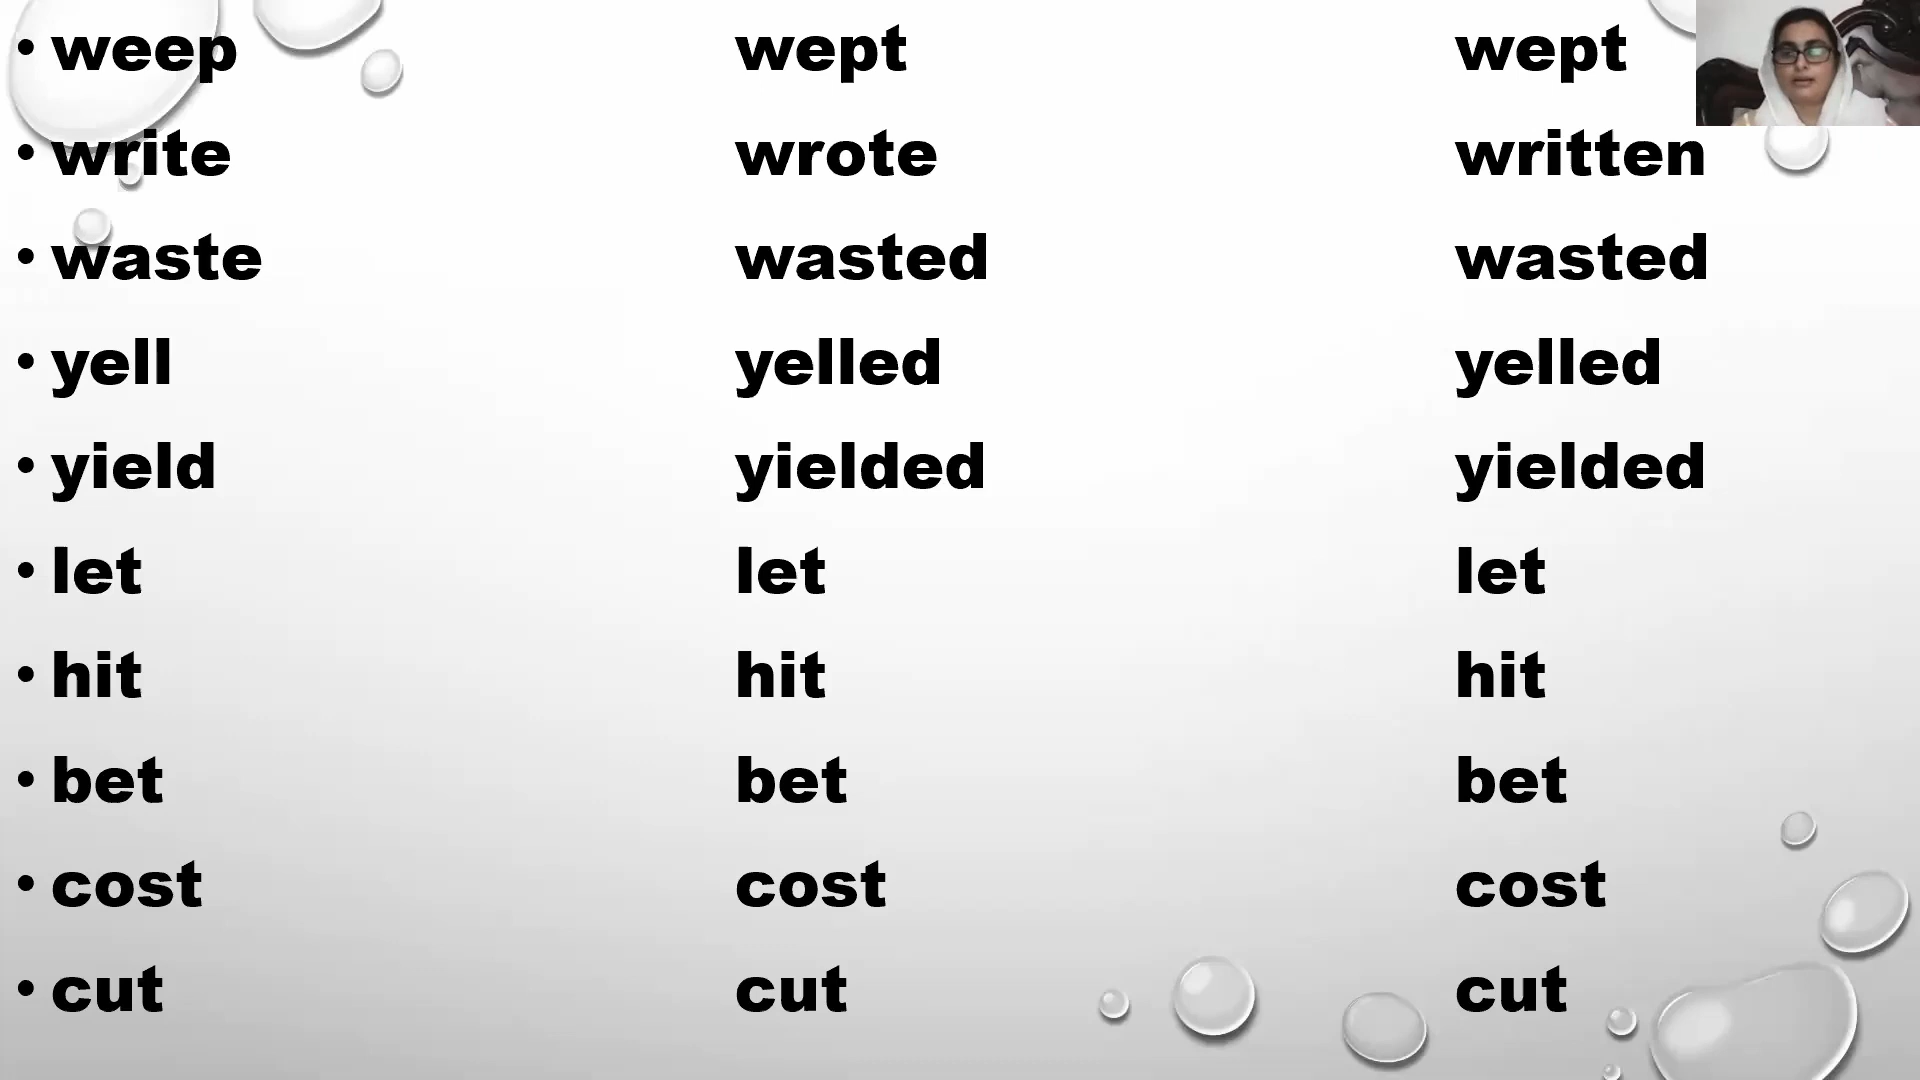 • weep wept wept
• write wrote written
• waste wasted wasted
• yell yelled yelled
• yield yielded yielded
• let let let
• hit hit hit
• bet bet bet
• cost cost cost
• cut cut cut